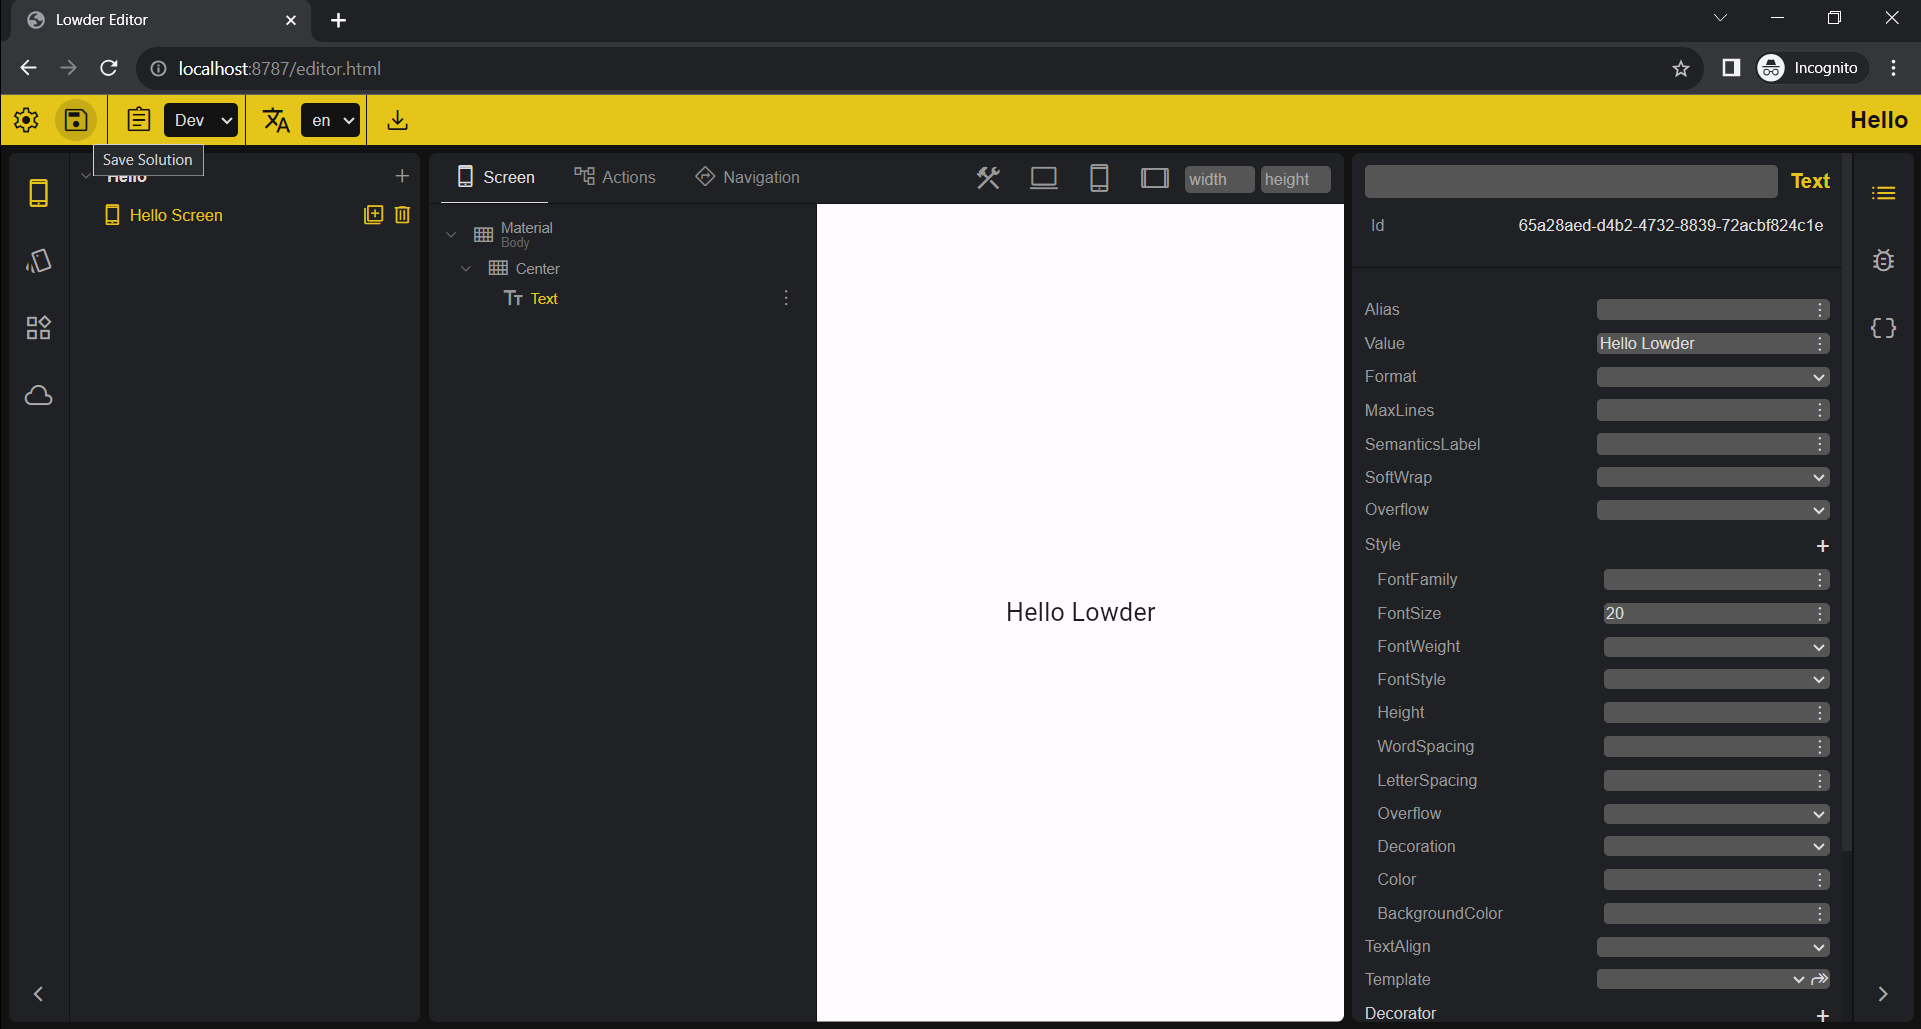 Lowder Editor
localhost:8787/editor.html
Incognito
Dev
en
Hello
Save Solution
Hello
Hello Screen
Screen
Actions
Navigation
width
height
Material
Body
Center
Text
Hello Lowder
Text
Id
65a28aed-d4b2-4732-8839-72acbf824c1e
Alias
Value
Hello Lowder
Format
MaxLines
SemanticsLabel
SoftWrap
Overflow
Style
FontFamily
FontSize
20
FontWeight
FontStyle
Height
WordSpacing
LetterSpacing
Overflow
Decoration
Color
BackgroundColor
TextAlign
Template
Decorator